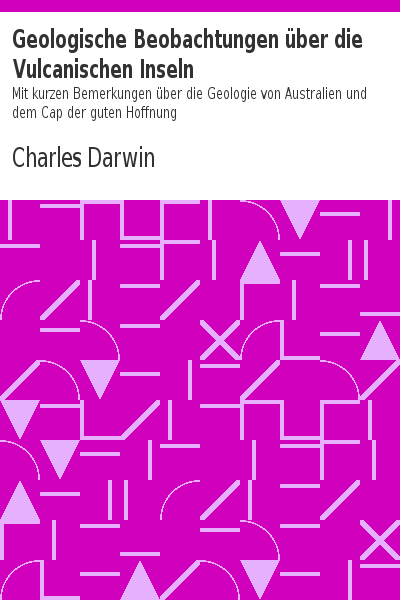 Geologische Beobachtungen über die
Vulcanischen Inseln
Mit kurzen Bemerkungen über die Geologie von Australien und
dem Cap der guten Hoffnung
Charles Darwin